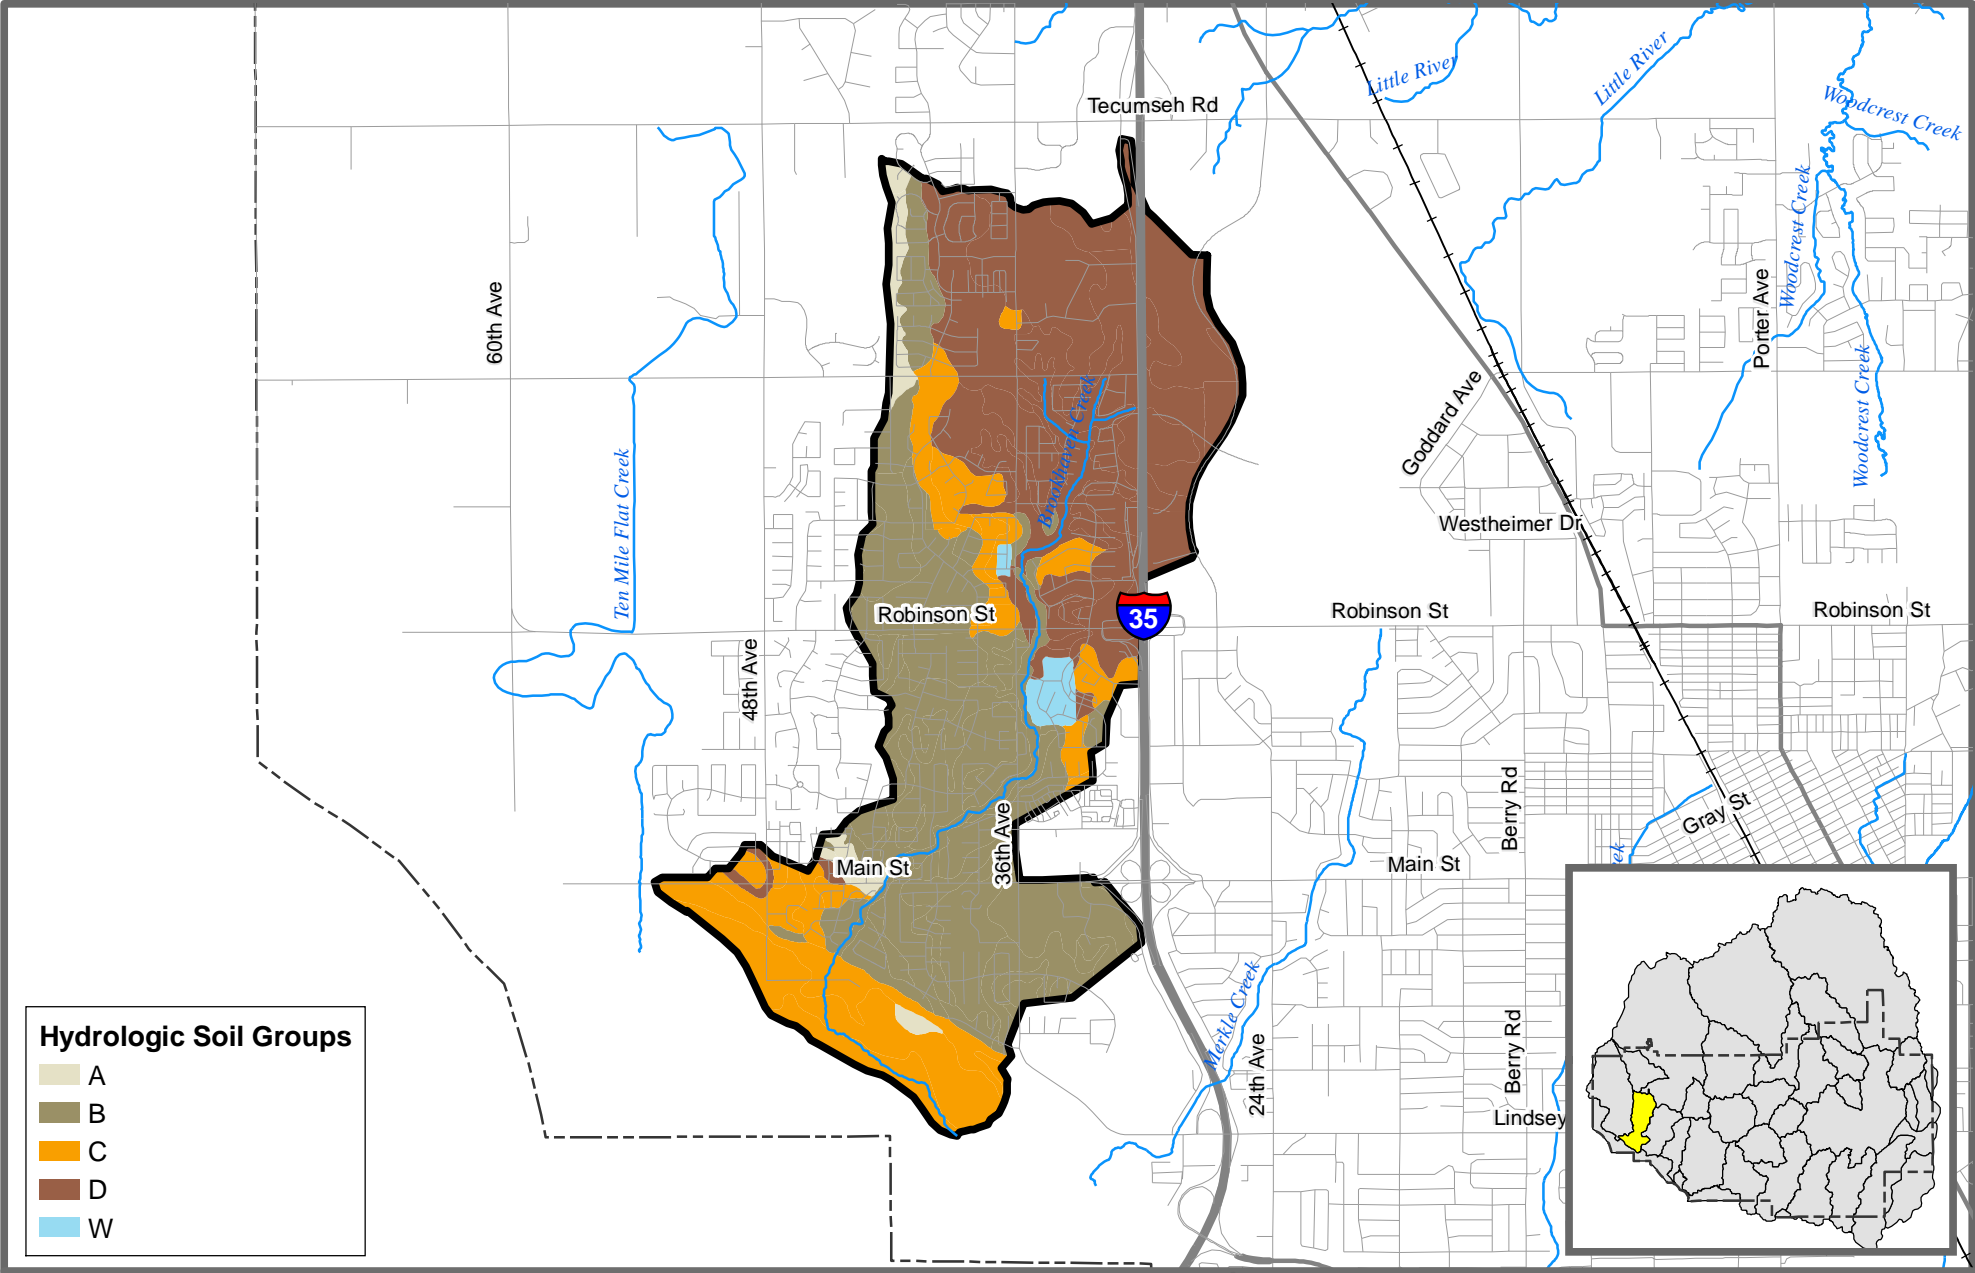 Tecumseh Rd
Little River
Little River
Woodcrest Creek
Woodcrest Creek
Woodcrest Creek
Porter Ave
60th Ave
Goddard Ave
Brookhaven Creek
Ten Mile Flat Creek
Westheimer Dr
Robinson St
35
Robinson St
Robinson St
48th Ave
Berry Rd
Gray St
36th Ave
Main St
Main St
ek
Merkle Creek
24th Ave
Berry Rd
Lindsey
Hydrologic Soil Groups
A
B
C
D
W